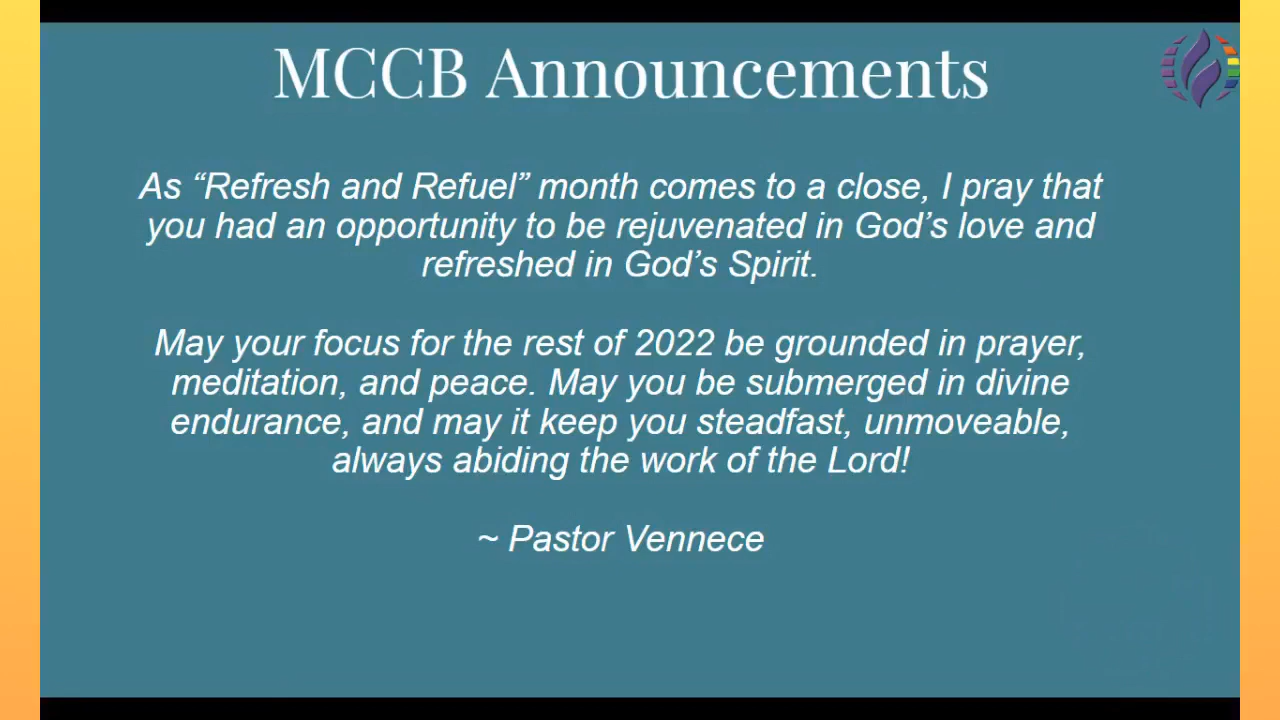 MCCB Announcements
As “Refresh and Refuel” month comes to a close, I pray that
you had an opportunity to be rejuvenated in God’s love and
refreshed in God’s Spirit.
May your focus for the rest of 2022 be grounded in prayer,
meditation, and peace. May you be submerged in divine
endurance, and may it keep you steadfast, unmoveable,
always abiding the work of the Lord!
~ Pastor Vennece